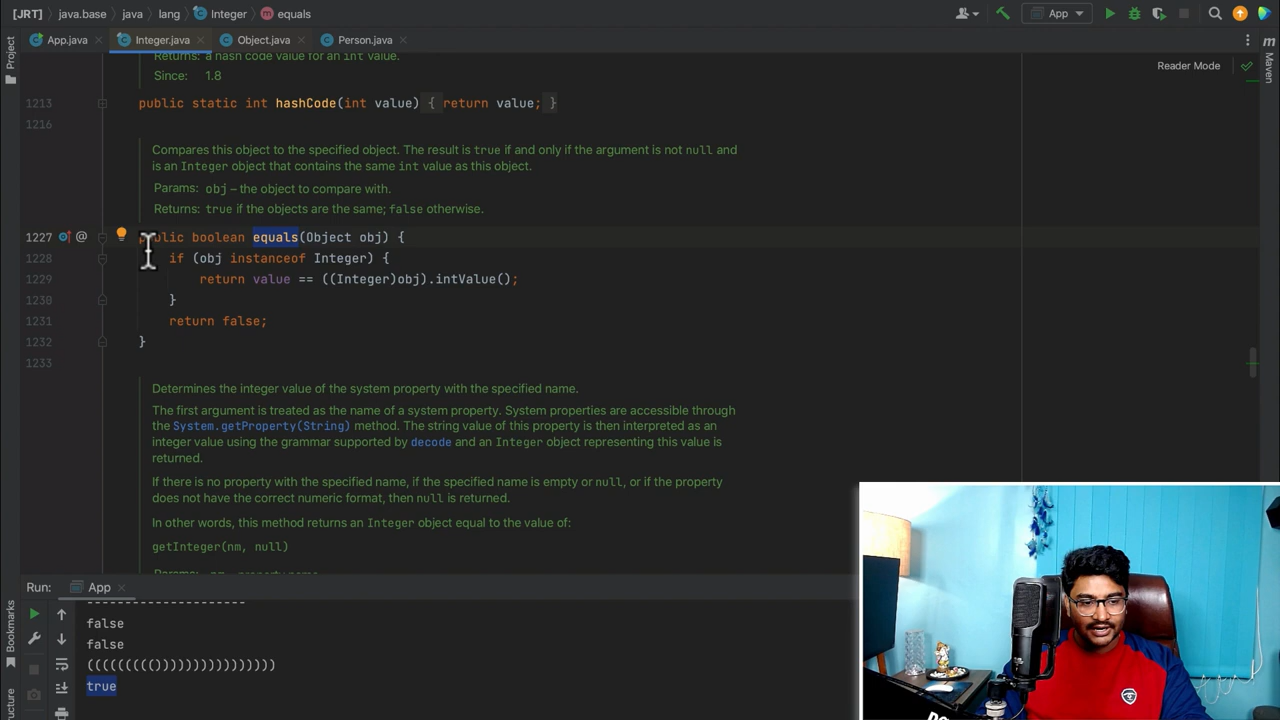 [JRT] java.base java lang Integer equals App
App.java Integer.java Object.java Person.java
Project
Maven
Returns: a hash code value for an int value.
Since: 1.8
Reader Mode
1213 public static int hashCode(int value) { return value; }
1216
Compares this object to the specified object. The result is true if and only if the argument is not null and
is an Integer object that contains the same int value as this object.
Params: obj – the object to compare with.
Returns: true if the objects are the same; false otherwise.
1227 public boolean equals(Object obj) {
1228 if (obj instanceof Integer) {
1229 return value == ((Integer)obj).intValue();
1230 }
1231 return false;
1232 }
1233
Determines the integer value of the system property with the specified name.
The first argument is treated as the name of a system property. System properties are accessible through
the System.getProperty(String) method. The string value of this property is then interpreted as an
integer value using the grammar supported by decode and an Integer object representing this value is
returned.
If there is no property with the specified name, if the specified name is empty or null, or if the property
does not have the correct numeric format, then null is returned.
In other words, this method returns an Integer object equal to the value of:
getInteger(nm, null)
Run: App
---------------------
false
false
((((((((()))))))))))))))
true
Bookmarks